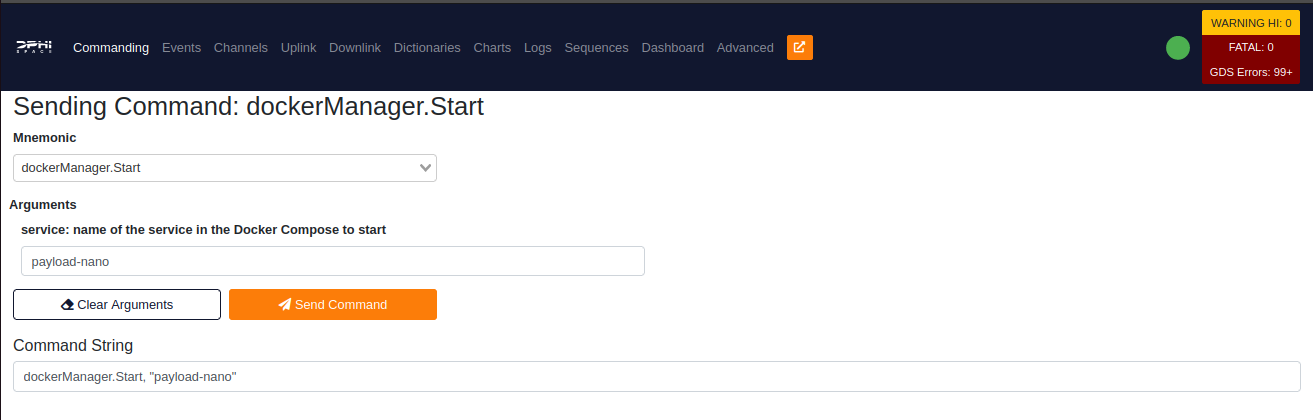 DPHI
SPACE
Commanding Events Channels Uplink Downlink Dictionaries Charts Logs Sequences Dashboard Advanced
WARNING HI: 0
FATAL: 0
GDS Errors: 99+
Sending Command: dockerManager.Start
Mnemonic
dockerManager.Start
Arguments
service: name of the service in the Docker Compose to start
payload-nano
Clear Arguments Send Command
Command String
dockerManager.Start, "payload-nano"